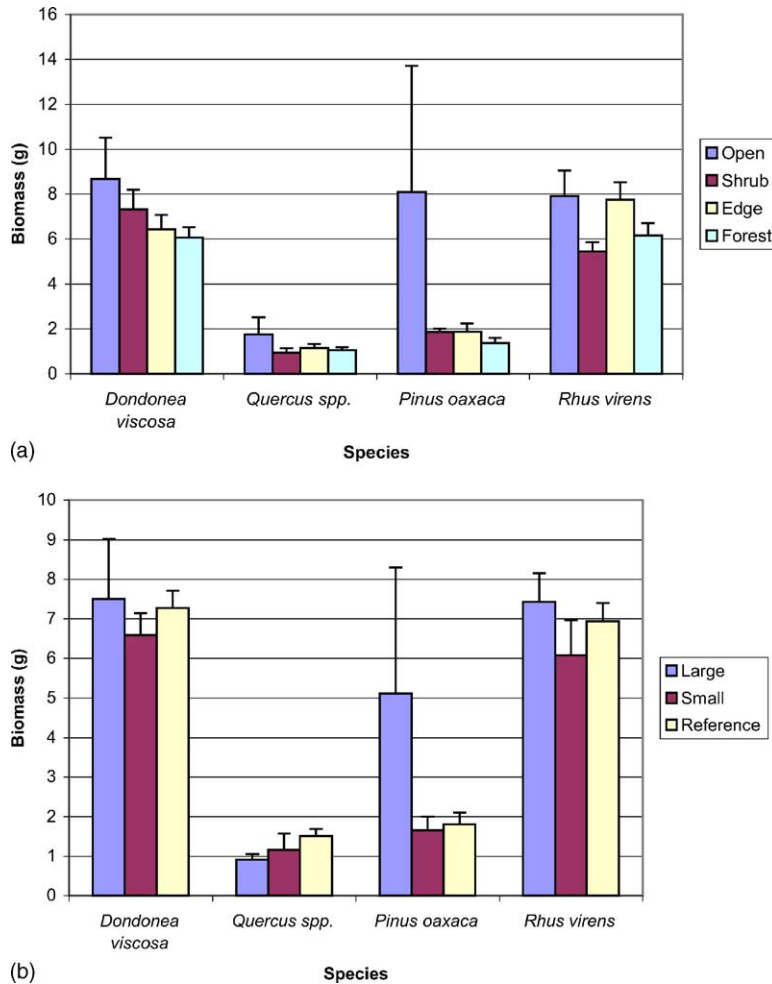 16
14
12
10
8
6
4
2
0
Biomass (g)
Dondonea
viscosa
Quercus spp.
Pinus oaxaca
Rhus virens
Species
Open
Shrub
Edge
Forest
(a)
10
9
8
7
6
5
4
3
2
1
0
Biomass (g)
Dondonea
viscosa
Quercus spp.
Pinus oaxaca
Rhus virens
Species
Large
Small
Reference
(b)